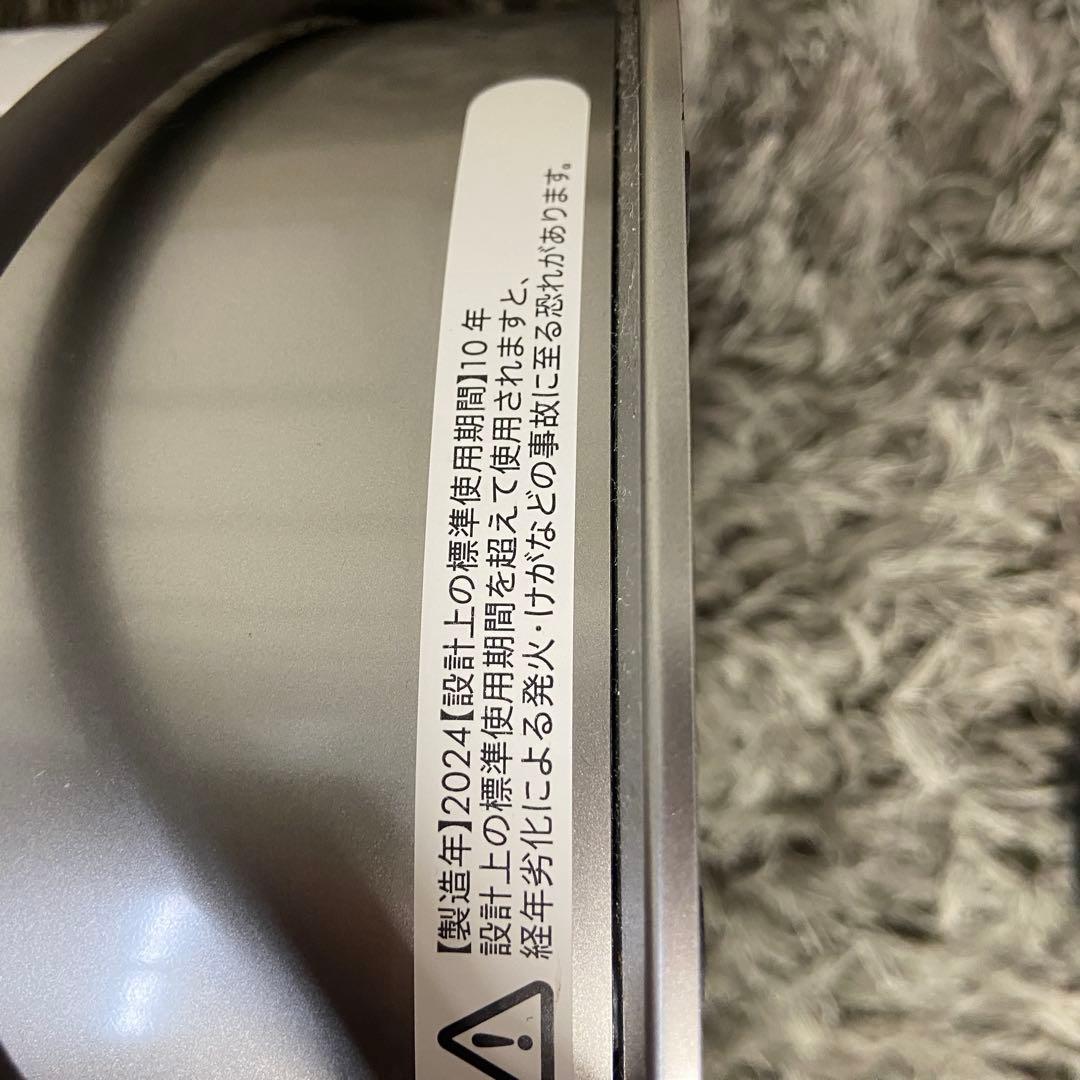 【製造年】2024【設計上の標準使用期間】10年
設計上の標準使用期間を超えて使用されますと、
経年劣化による発火・けがなどの事故に至る恐れがあります。